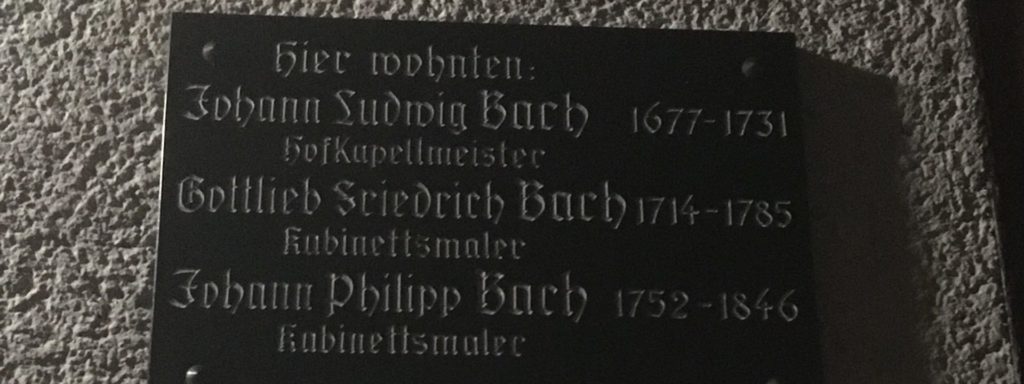 Hier wohnten:
Johann Ludwig Bach 1677-1731
Hofkapellmeister
Gottlieb Friedrich Bach 1714-1785
Kabinettsmaler
Johann Philipp Bach 1752-1846
Kabinettsmaler